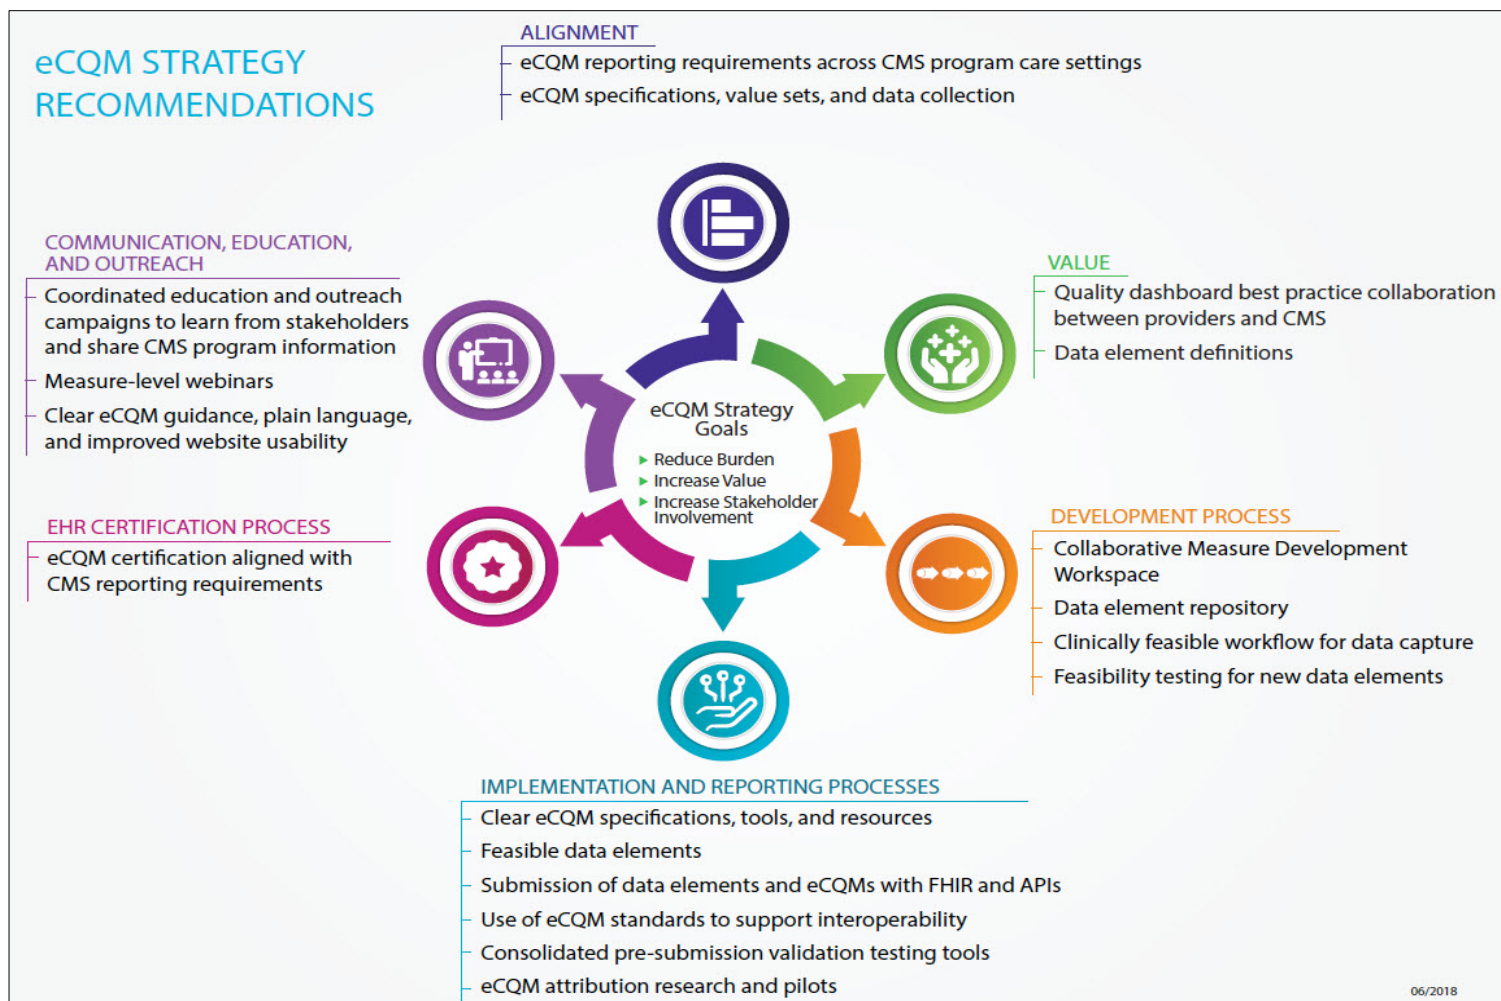 eCQM STRATEGY
RECOMMENDATIONS
ALIGNMENT
eCQM reporting requirements across CMS program care settings
eCQM specifications, value sets, and data collection
COMMUNICATION, EDUCATION,
AND OUTREACH
Coordinated education and outreach
campaigns to learn from stakeholders
and share CMS program information
Measure-level webinars
Clear eCQM guidance, plain language,
and improved website usability
VALUE
Quality dashboard best practice collaboration
between providers and CMS
Data element definitions
eCQM Strategy
Goals
Reduce Burden
Increase Value
Increase Stakeholder
Involvement
EHR CERTIFICATION PROCESS
eCQM certification aligned with
CMS reporting requirements
DEVELOPMENT PROCESS
Collaborative Measure Development
Workspace
Data element repository
Clinically feasible workflow for data capture
Feasibility testing for new data elements
IMPLEMENTATION AND REPORTING PROCESSES
Clear eCQM specifications, tools, and resources
Feasible data elements
Submission of data elements and eCQMs with FHIR and APIs
Use of eCQM standards to support interoperability
Consolidated pre-submission validation testing tools
eCQM attribution research and pilots
06/2018